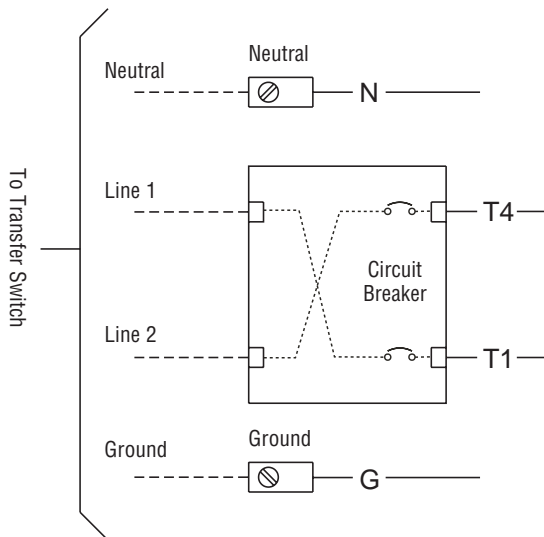 Neutral
Neutral
N
To Transfer Switch
Line 1
T4
Circuit
Breaker
Line 2
T1
Ground
Ground
G